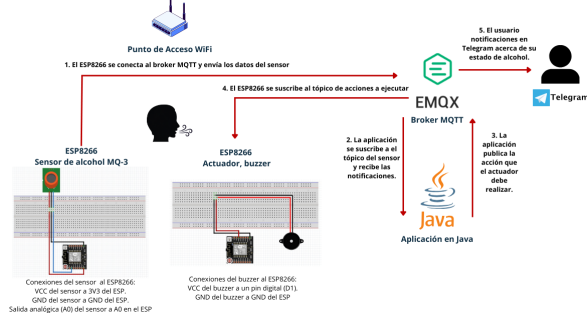 Punto de Acceso WiFi
1. El ESP8266 se conecta al broker MQTT y envía los datos del sensor
5. El usuario
notificaciones en
Telegram acerca de su
estado de alcohol.
4. El ESP8266 se suscribe al tópico de acciones a ejecutar
EMQX
Broker MQTT
Telegram
ESP8266
Sensor de alcohol MQ-3
ESP8266
Actuador, buzzer
2. La aplicación
se suscribe a el
tópico del sensor
y recibe las
notificaciones.
3. La
aplicación
publica la
acción que
el actuador
debe
realizar.
Java
Aplicación en Java
Conexiones del sensor al ESP8266:
VCC del sensor a 3V3 del ESP.
GND del sensor a GND del ESP.
Salida analógica (A0) del sensor a A0 en el ESP
Conexiones del buzzer al ESP8266:
VCC del buzzer a un pin digital (D1).
GND del buzzer a GND del ESP